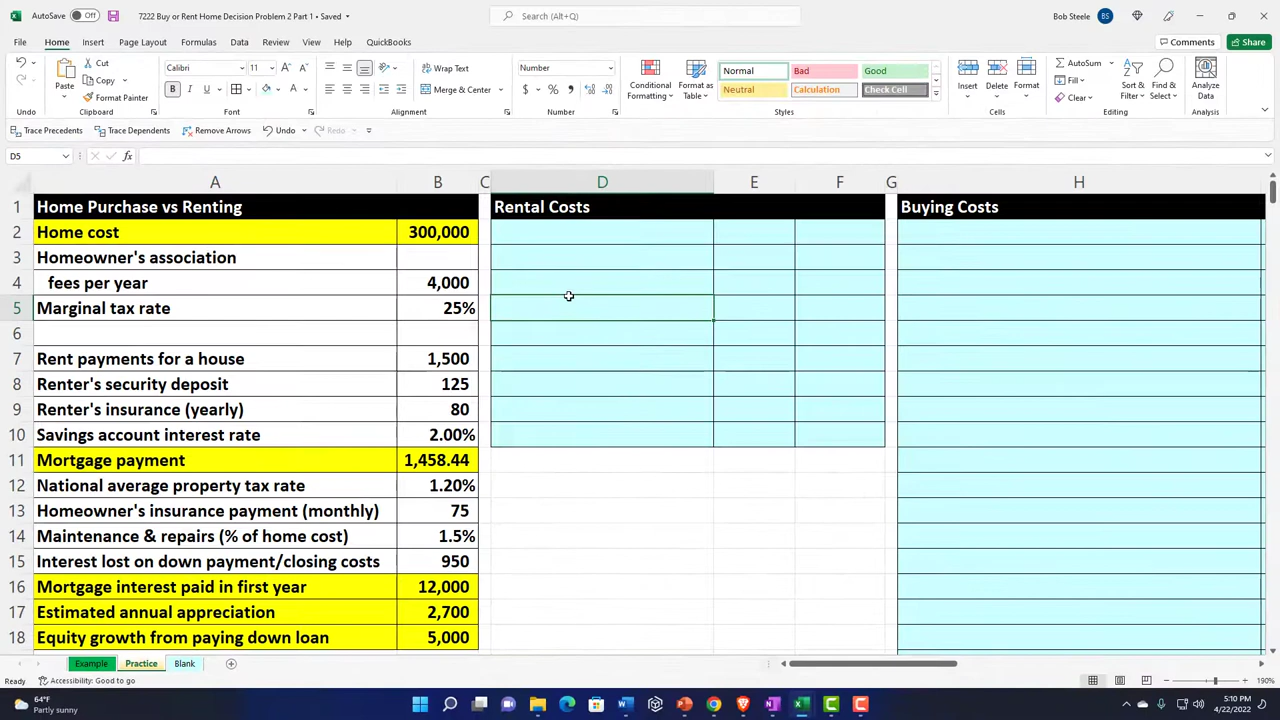 AutoSave Off 7222 Buy or Rent Home Decision Problem 2 Part 1 • Saved Search (Alt+Q) Bob Steele BS
File Home Insert Page Layout Formulas Data Review View Help QuickBooks Comments Share
Undo
Paste
Cut
Copy
Format Painter
Clipboard
Calibri 11
B I U
Font
Wrap Text
Merge & Center
Alignment
Number
$ % 9
Number
Conditional Formatting
Format as Table
Normal Bad Good
Neutral Calculation Check Cell
Styles
Insert Delete Format
Cells
AutoSum
Fill
Clear
Sort & Filter
Find & Select
Editing
Analyze Data
Analysis
Trace Precedents Trace Dependents Remove Arrows Undo Redo
D5 fx
A B C D E F G H
1 Home Purchase vs Renting Rental Costs Buying Costs
2 Home cost 300,000
3 Homeowner's association
4 fees per year 4,000
5 Marginal tax rate 25%
6
7 Rent payments for a house 1,500
8 Renter's security deposit 125
9 Renter's insurance (yearly) 80
10 Savings account interest rate 2.00%
11 Mortgage payment 1,458.44
12 National average property tax rate 1.20%
13 Homeowner's insurance payment (monthly) 75
14 Maintenance & repairs (% of home cost) 1.5%
15 Interest lost on down payment/closing costs 950
16 Mortgage interest paid in first year 12,000
17 Estimated annual appreciation 2,700
18 Equity growth from paying down loan 5,000
Example Practice Blank
Ready Accessibility: Good to go 190%
64°F
Partly sunny
5:10 PM
4/22/2022